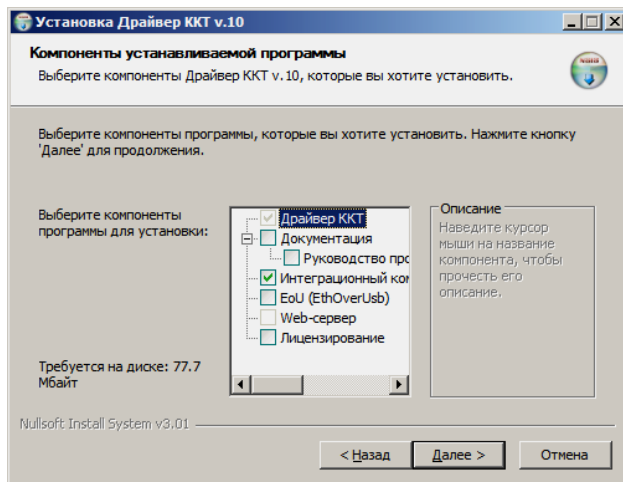 Установка Драйвер ККТ v.10
Компоненты устанавливаемой программы
Выберите компоненты Драйвер ККТ v.10, которые вы хотите установить.
Выберите компоненты программы, которые вы хотите установить. Нажмите кнопку
'Далее' для продолжения.
Выберите компоненты
программы для установки:
Драйвер ККТ
Документация
Руководство
Интеграционный
EoU (EthOverUsb)
Web-сервер
Лицензирование
Описание
Наведите курсор
мыши на название
компонента, чтобы
прочесть его
описание.
Требуется на диске: 77.7
Мбайт
Nullsoft Install System v3.01
< Назад
Далее >
Отмена